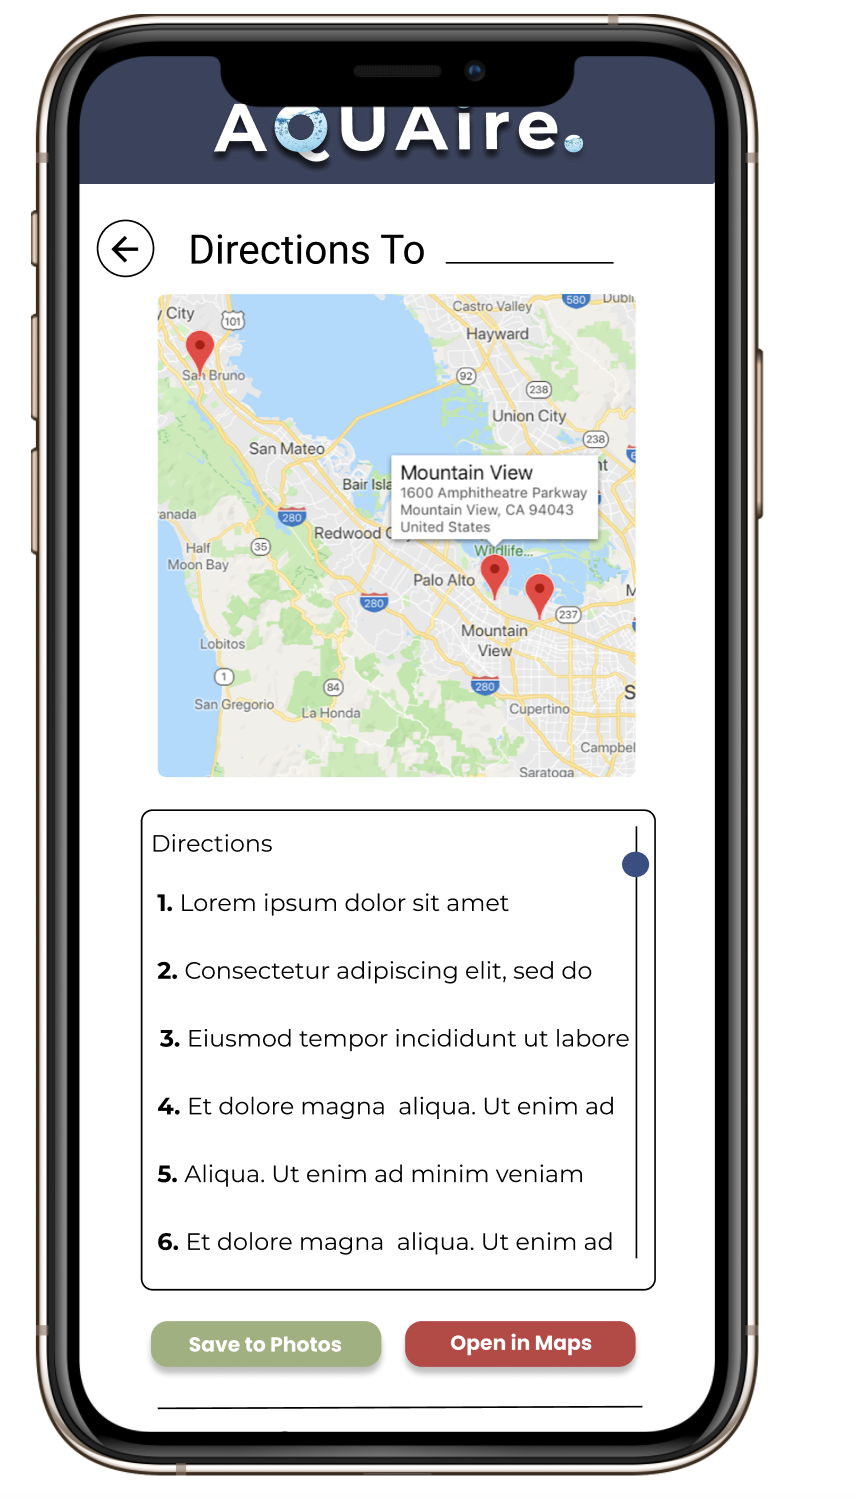 AQUAire.
Directions To
y City
101
580
Dubli
Castro Valley
Hayward
San Bruno
92
238
Union City
238
San Mateo
Mountain View
1600 Amphitheatre Parkway
Mountain View, CA 94043
United States
nt
Bair Isla
280
anada
Redwood C
Half
Moon Bay
35
Wildlife...
Palo Alto
280
237
M
Mountain
View
Lobitos
1
84
280
S
San Gregorio
La Honda
Cupertino
Campbel
Saratoga
Directions
1. Lorem ipsum dolor sit amet
2. Consectetur adipiscing elit, sed do
3. Eiusmod tempor incididunt ut labore
4. Et dolore magna  aliqua. Ut enim ad
5. Aliqua. Ut enim ad minim veniam
6. Et dolore magna  aliqua. Ut enim ad
Save to Photos
Open in Maps